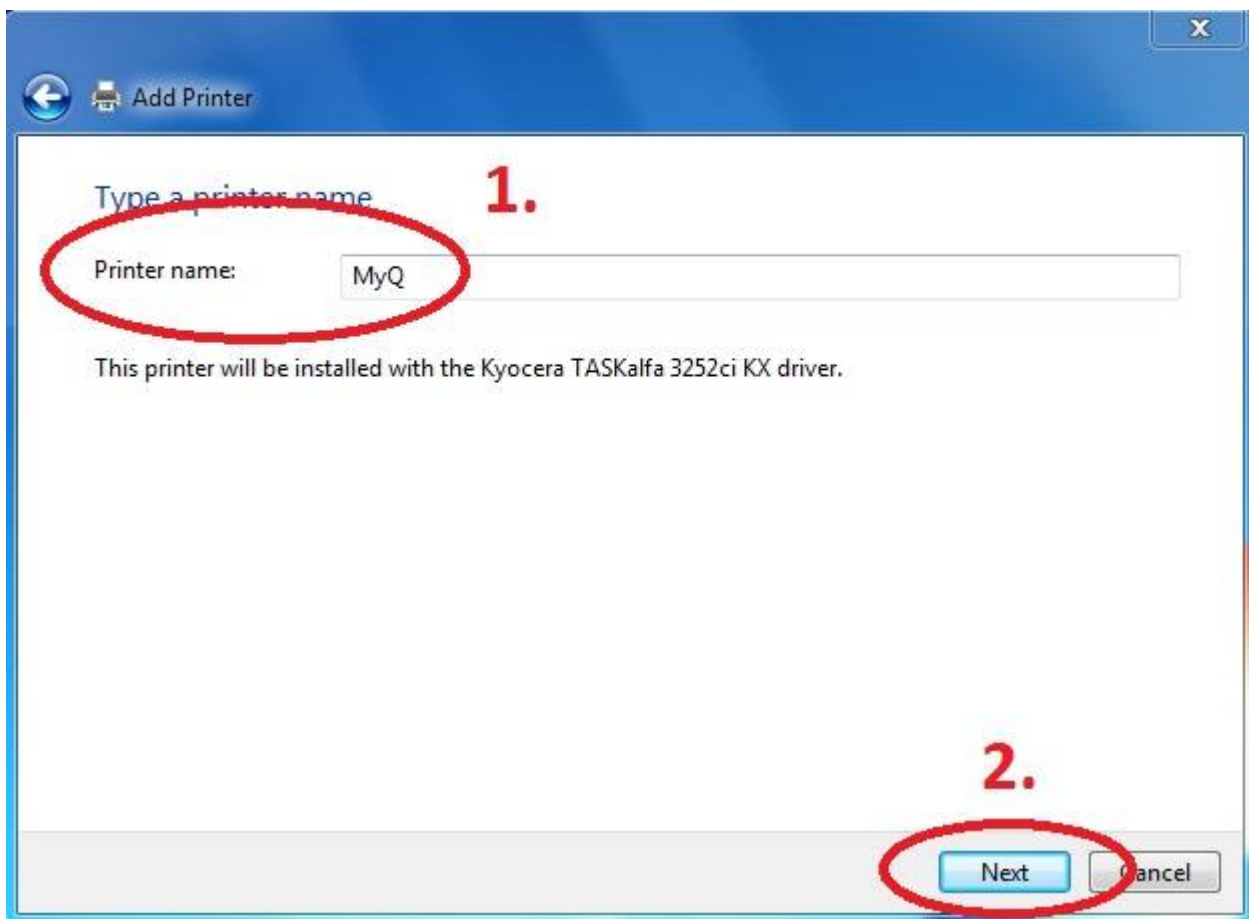 x
Add Printer
Type a printer name
1.
Printer name: MyQ
This printer will be installed with the Kyocera TASKalfa 3252ci KX driver.
2.
Next Cancel